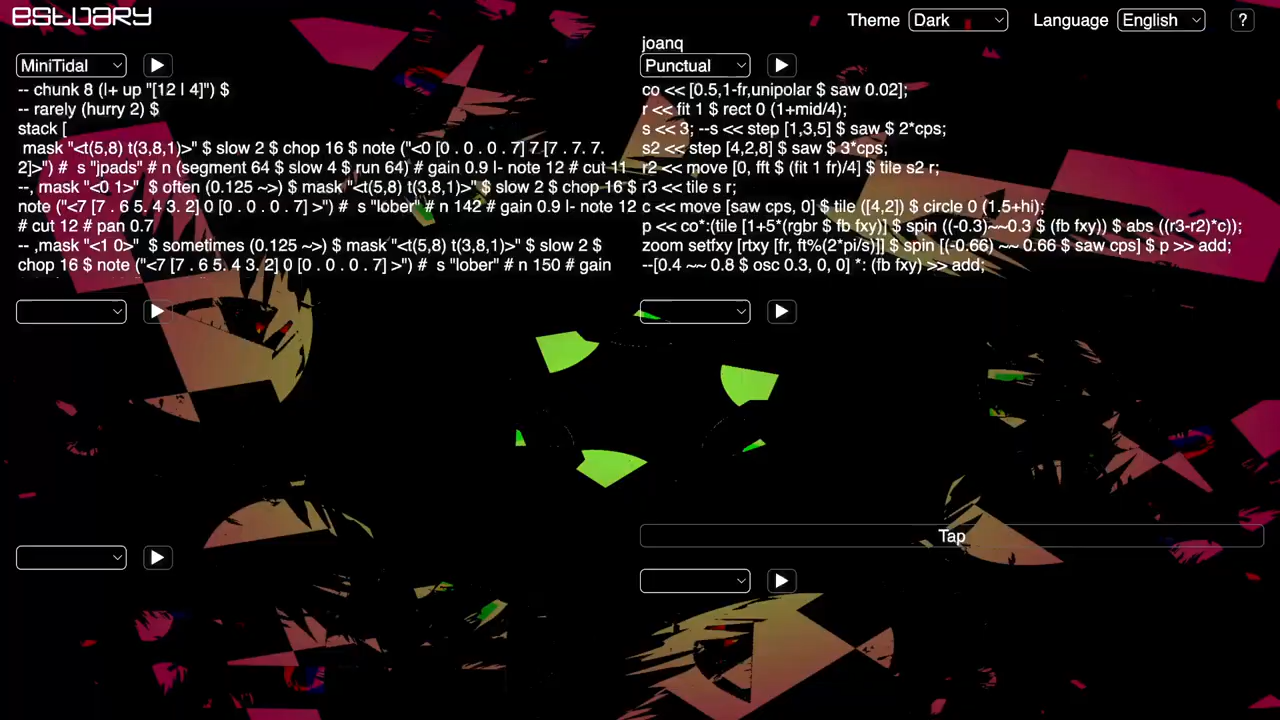 estuary
Theme Dark Language English ?
joanq
MiniTidal
-- chunk 8 (|+ up "[12 | 4]") $
-- rarely (hurry 2) $
stack [
mask "<t(5,8) t(3,8,1)>" $ slow 2 $ chop 16 $ note ("<0 [0 . 0 . 0 . 7] 7 [7 . 7. 7.
2]>") # s "jpads" # n (segment 64 $ slow 4 $ run 64) # gain 0.9 |- note 12 # cut 11
--, mask "<0 1>" $ often (0.125 ~>) $ mask "<t(5,8) t(3,8,1)>" $ slow 2 $ chop 16 $
note ("<7 [7 . 6 5. 4 3. 2] 0 [0 . 0 . 0 . 7] >") # s "lober" # n 142 # gain 0.9 |- note 12
# cut 12 # pan 0.7
-- ,mask "<1 0>" $ sometimes (0.125 ~>) $ mask "<t(5,8) t(3,8,1)>" $ slow 2 $
chop 16 $ note ("<7 [7 . 6 5. 4 3. 2] 0 [0 . 0 . 0 . 7] >") # s "lober" # n 150 # gain
Punctual
co << [0.5,1-fr,unipolar $ saw 0.02];
r << fit 1 $ rect 0 (1+mid/4);
s << 3; --s << step [1,3,5] $ saw $ 2*cps;
s2 << step [4,2,8] $ saw $ 3*cps;
r2 << move [0, fft $ (fit 1 fr)/4] $ tile s2 r;
r3 << tile s r;
c << move [saw cps, 0] $ tile ([4,2]) $ circle 0 (1.5+hi);
p << co*:(tile [1+5*(rgbr $ fb fxy)] $ spin ((-0.3)~~0.3 $ (fb fxy)) $ abs ((r3-r2)*c));
zoom setfxy [rtxy [fr, ft%(2*pi/s)]] $ spin [(-0.66) ~~ 0.66 $ saw cps] $ p >> add;
--[0.4 ~~ 0.8 $ osc 0.3, 0, 0] *: (fb fxy) >> add;
Tap